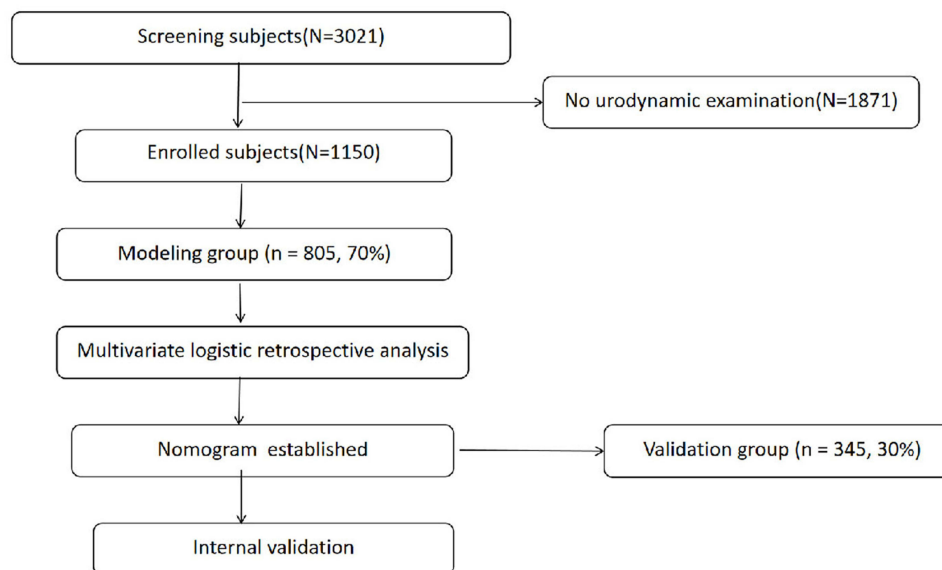 Screening subjects(N=3021)
No urodynamic examination(N=1871)
Enrolled subjects(N=1150)
Modeling group (n = 805, 70%)
Multivariate logistic retrospective analysis
Nomogram established
Validation group (n = 345, 30%)
Internal validation